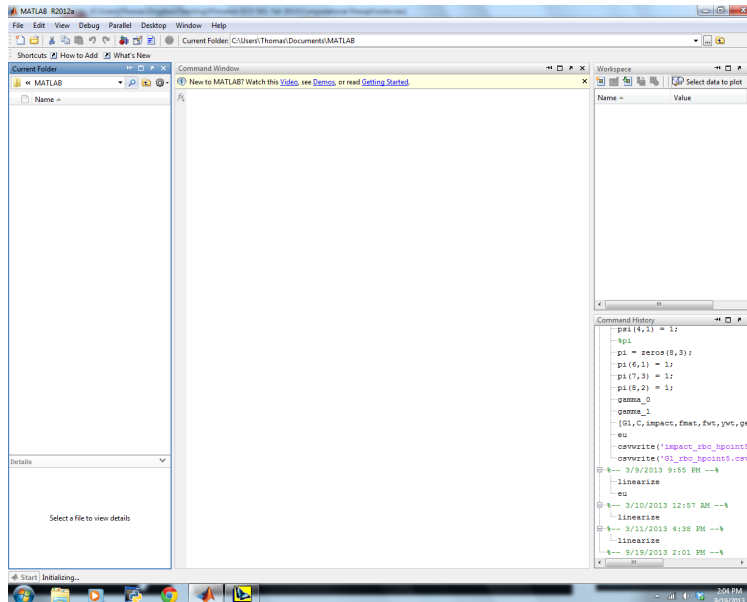 MATLAB R2012a
File Edit View Debug Parallel Desktop Window Help
Current Folder: C:\Users\Thomas\Documents\MATLAB
Shortcuts How to Add What's New
Current Folder
« MATLAB
Name
Details
Select a file to view details
Command Window
New to MATLAB? Watch this Video, see Demos, or read Getting Started.
fx
Workspace
Select data to plot
Name Value
Command History
psi(4,1) = 1;
%pi
pi = zeros(8,3);
pi(6,1) = 1;
pi(7,3) = 1;
pi(8,2) = 1;
gamma_0
gamma_1
[G1,C,impact,fmat,fwt,ywt,ge
eu
csvwrite('impact_rbc_hpoint5
csvwrite('G1_rbc_hpoint5.csv
%-- 3/9/2013 9:55 PM --%
linearize
eu
%-- 3/10/2013 12:57 AM --%
linearize
%-- 3/11/2013 4:38 PM --%
linearize
%-- 9/19/2013 2:01 PM --%
Start Initializing...
2:04 PM
9/19/2013